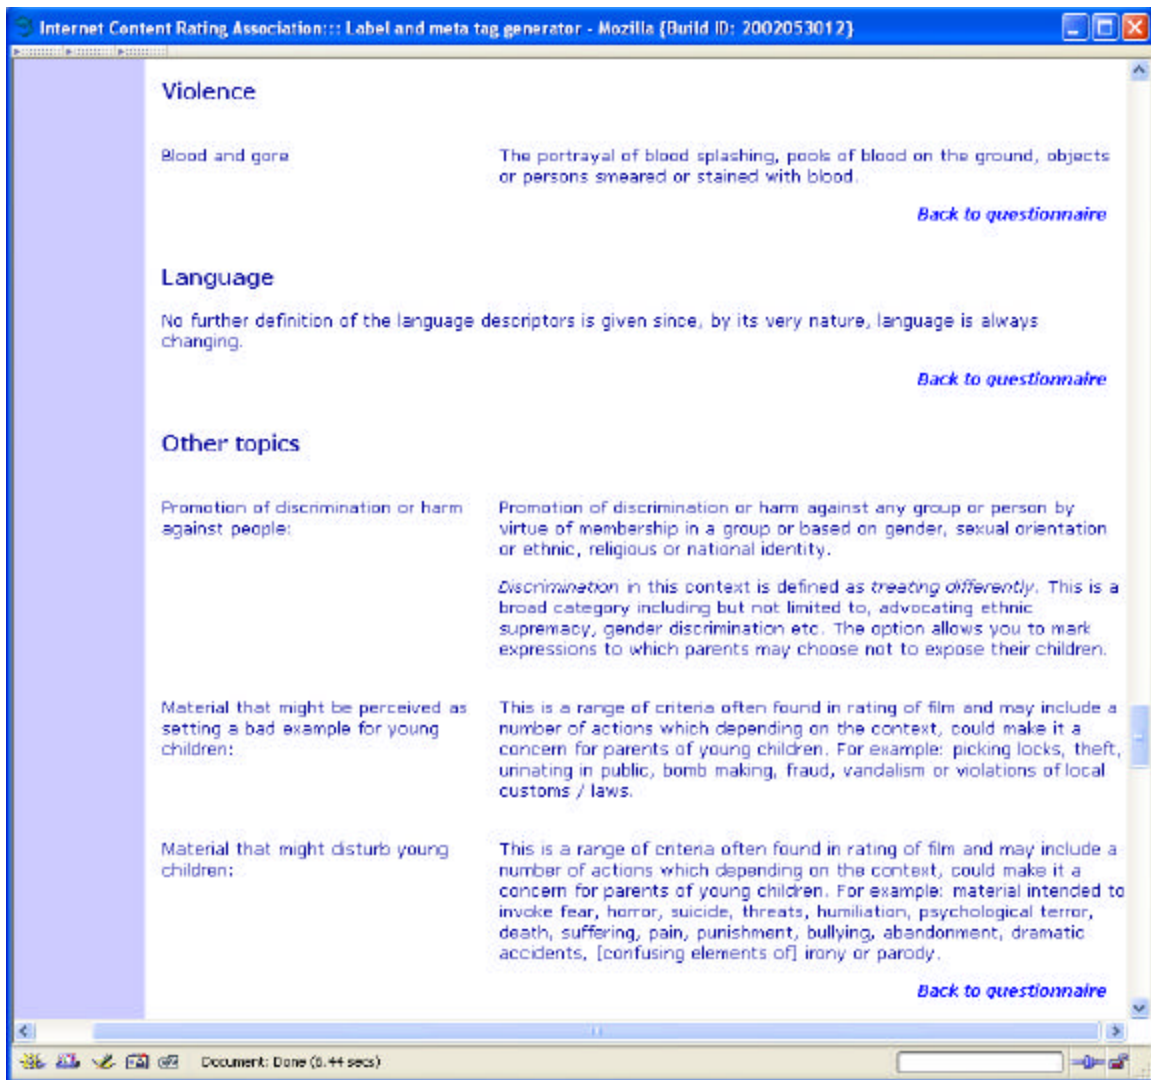 Internet Content Rating Association::: Label and meta tag generator - Mozilla {Build ID: 2002053012}
Violence
Blood and gore
The portrayal of blood splashing, pools of blood on the ground, objects
or persons smeared or stained with blood.
Back to questionnaire
Language
No further definition of the language descriptors is given since, by its very nature, language is always
changing.
Back to questionnaire
Other topics
Promotion of discrimination or harm
against people:
Promotion of discrimination or harm against any group or person by
virtue of membership in a group or based on gender, sexual orientation
or ethnic, religious or national identity.
Discrimination in this context is defined as treating differently. This is a
broad category including but not limited to, advocating ethnic
supremacy, gender discrimination etc. The option allows you to mark
expressions to which parents may choose not to expose their children.
Material that might be perceived as
setting a bad example for young
children:
This is a range of criteria often found in rating of film and may include a
number of actions which depending on the context, could make it a
concern for parents of young children. For example: picking locks, theft,
urinating in public, bomb making, fraud, vandalism or violations of local
customs / laws.
Material that might disturb young
children:
This is a range of criteria often found in rating of film and may include a
number of actions which depending on the context, could make it a
concern for parents of young children. For example: material intended to
invoke fear, horror, suicide, threats, humiliation, psychological terror,
death, suffering, pain, punishment, bullying, abandonment, dramatic
accidents, [confusing elements of] irony or parody.
Back to questionnaire
Document: Done (6.44 secs)